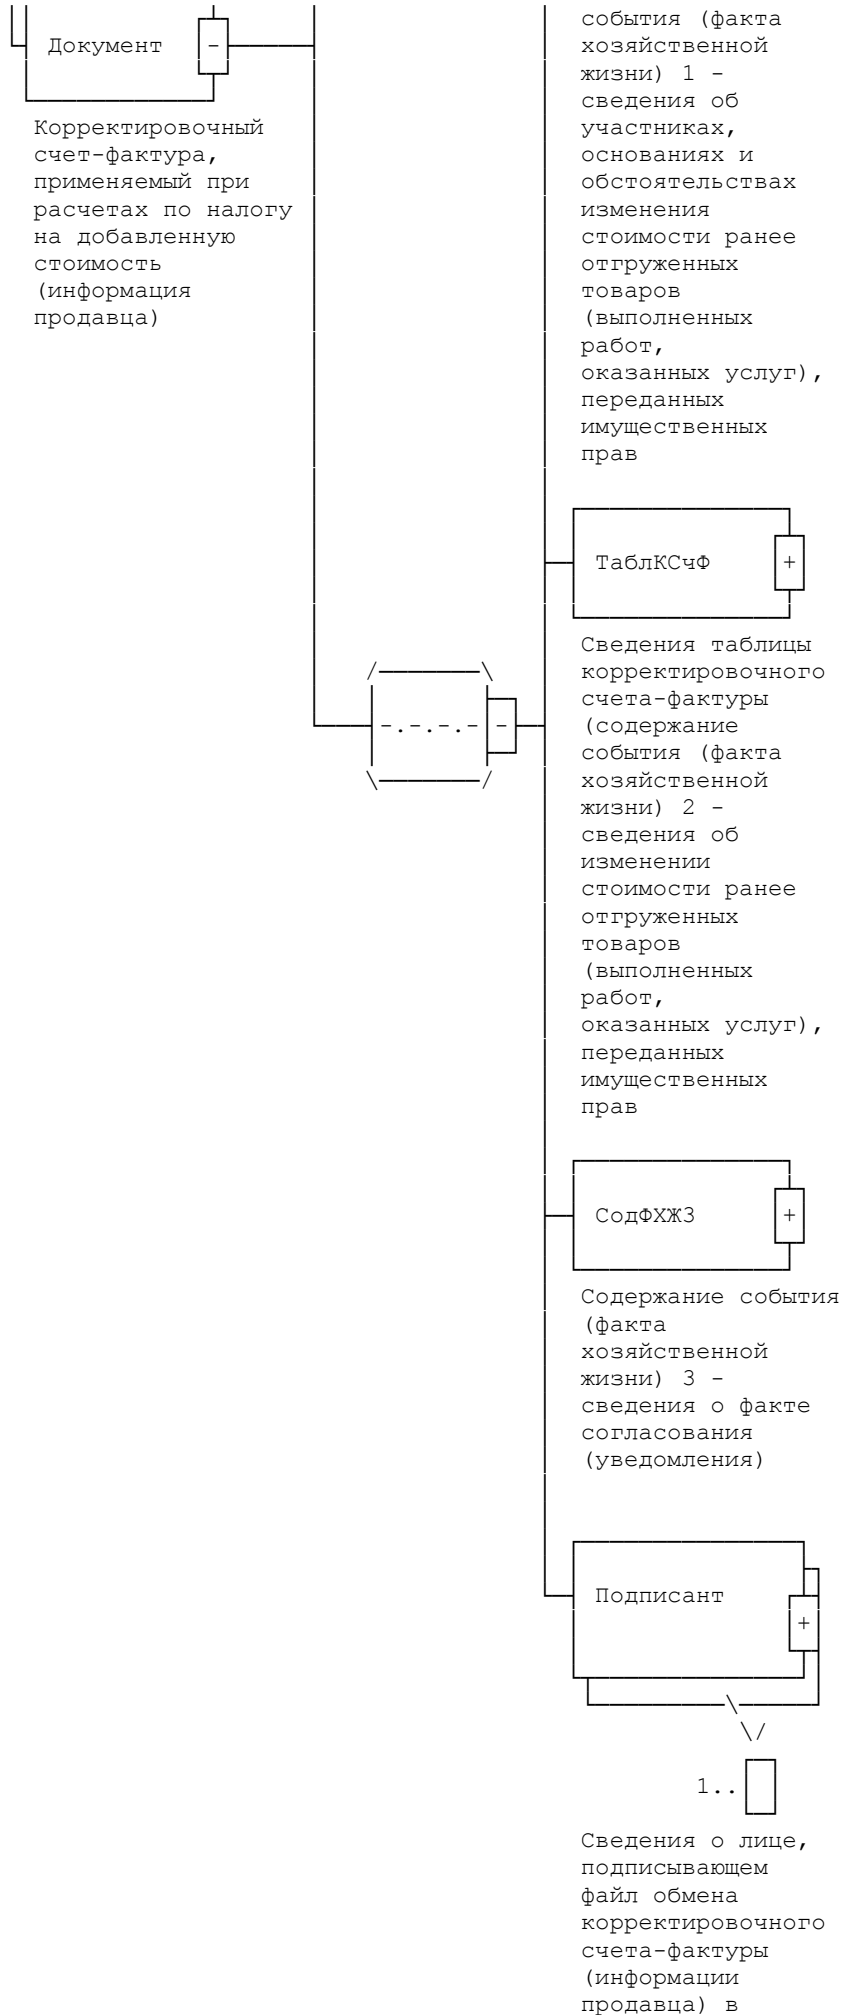 Документ
-
Корректировочный
счет-фактура,
применяемый при
расчетах по налогу
на добавленную
стоимость
(информация
продавца)
события (факта
хозяйственной
жизни) 1 -
сведения об
участниках,
основаниях и
обстоятельствах
изменения
стоимости ранее
отгруженных
товаров
(выполненных
работ,
оказанных услуг),
переданных
имущественных
прав
ТаблКСчФ
+
-.-.-.- -
Сведения таблицы
корректировочного
счета-фактуры
(содержание
события (факта
хозяйственной
жизни) 2 -
сведения об
изменении
стоимости ранее
отгруженных
товаров
(выполненных
работ,
оказанных услуг),
переданных
имущественных
прав
СодФХЖ3
+
Содержание события
(факта
хозяйственной
жизни) 3 -
сведения о факте
согласования
(уведомления)
Подписант
+
1..
Сведения о лице,
подписывающем
файл обмена
корректировочного
счета-фактуры
(информации
продавца) в